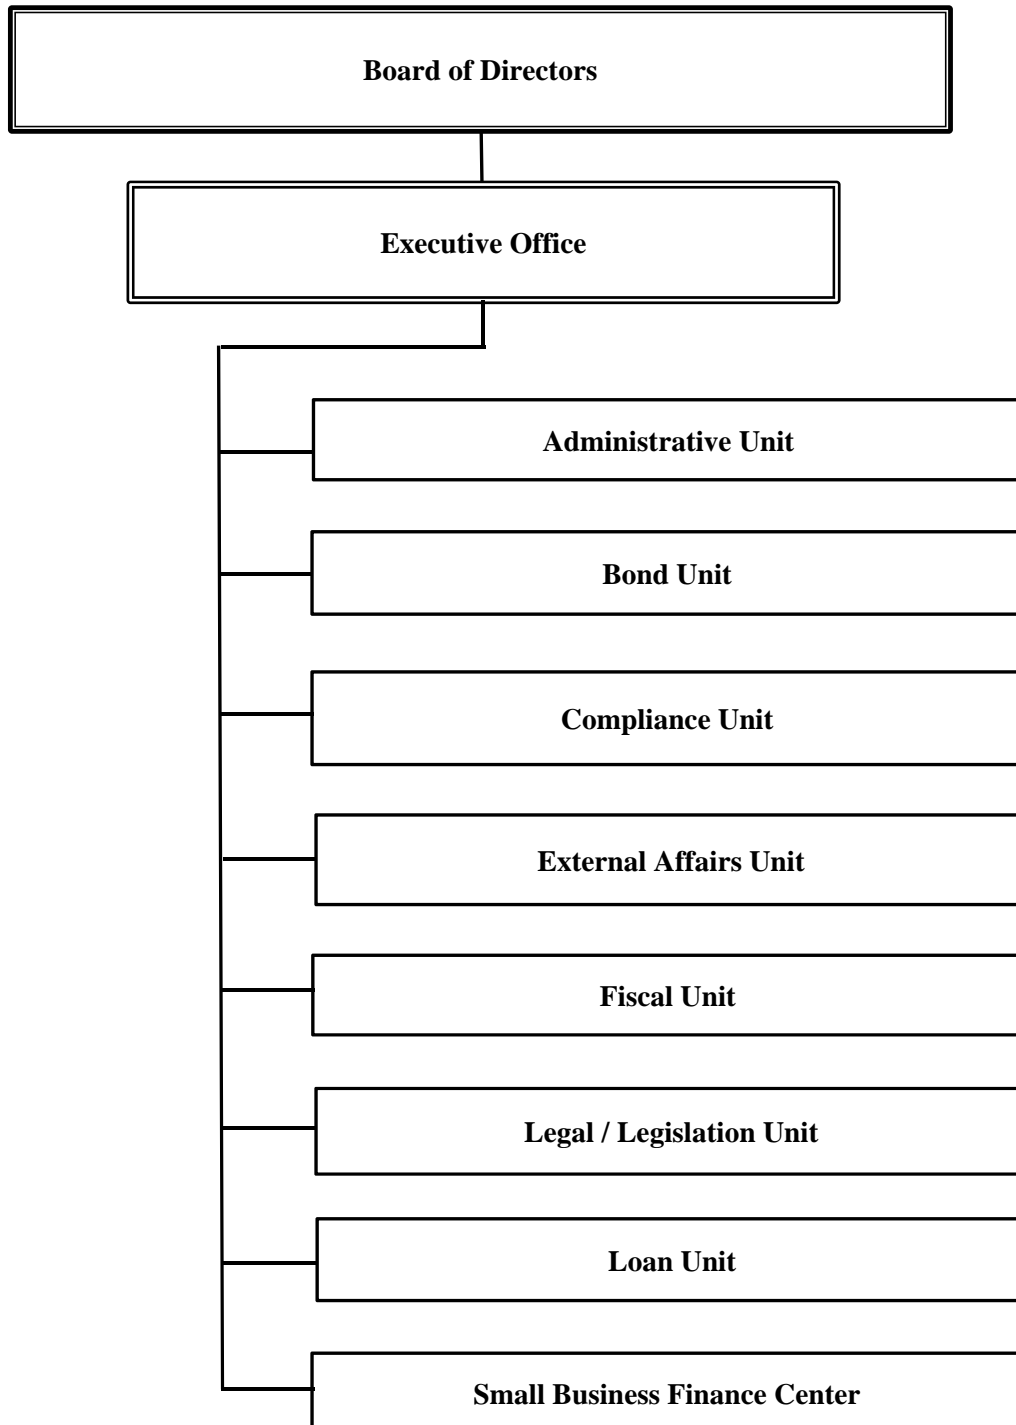 Board of Directors
Executive Office
Administrative Unit
Bond Unit
Compliance Unit
External Affairs Unit
Fiscal Unit
Legal / Legislation Unit
Loan Unit
Small Business Finance Center